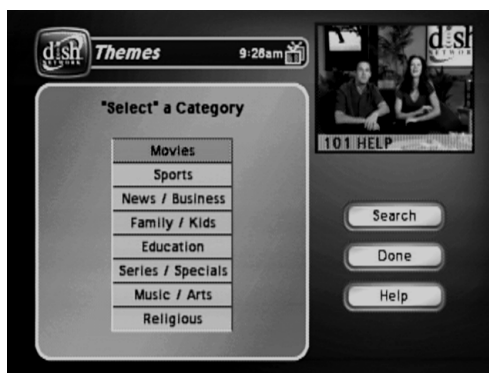 dish
NETWORK
Themes
9:28am
"Select" a Category
Movies
Sports
News / Business
Family / Kids
Education
Series / Specials
Music / Arts
Religious
dish
NETWORK
101 HELP
Search
Done
Help